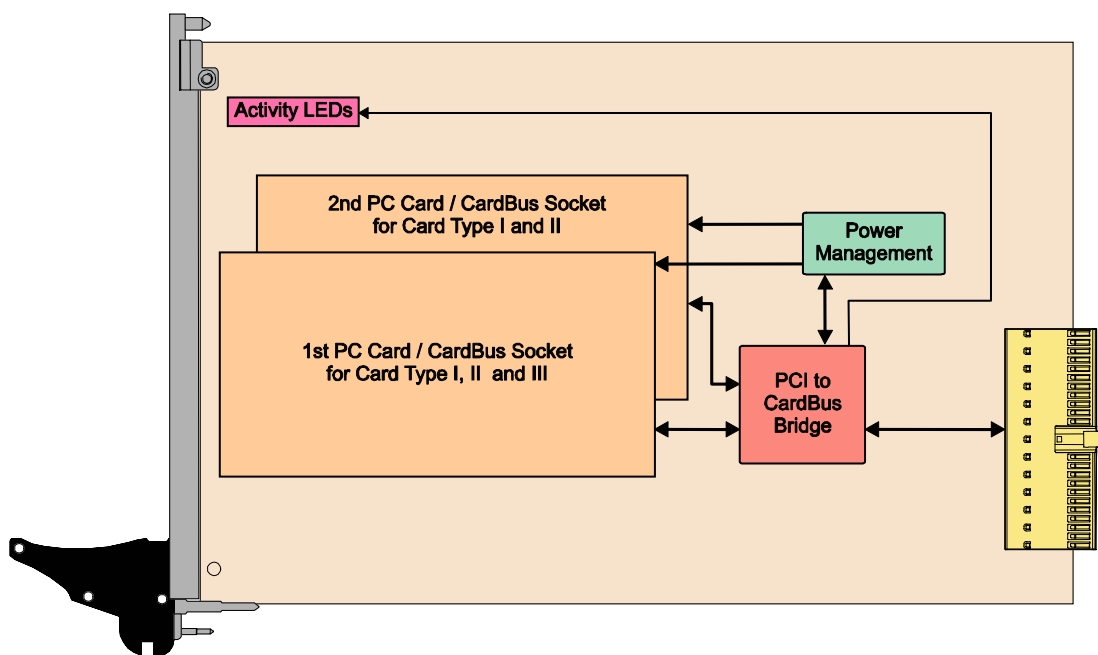 Activity LEDs
2nd PC Card / CardBus Socket
for Card Type I and II
Power
Management
1st PC Card / CardBus Socket
for Card Type I, II and III
PCI to
CardBus
Bridge